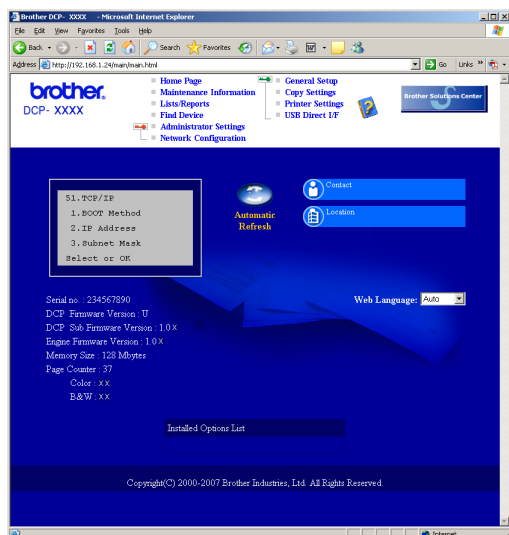 Brother DCP- XXXX - Microsoft Internet Explorer
File Edit View Favorites Tools Help
Back Search Favorites
Address http://192.168.1.24/main/main.html Go Links »
brother
DCP- XXXX
Home Page
Maintenance Information
Lists/Reports
Find Device
Administrator Settings
Network Configuration
General Setup
Copy Settings
Printer Settings
USB Direct I/F
Brother Solutions Center
51.TCP/IP
1.BOOT Method
2.IP Address
3.Subnet Mask
Select or OK
Automatic
Refresh
Contact
Location
Serial no. : 234567890
DCP Firmware Version : U
DCP Sub Firmware Version : 1.0X
Engine Firmware Version : 1.0X
Memory Size : 128 Mbytes
Page Counter : 37
Color : XX
B&W : XX
Web Language: Auto
Installed Options List
Copyright(C) 2000-2007 Brother Industries, Ltd. All Rights Reserved.
Internet